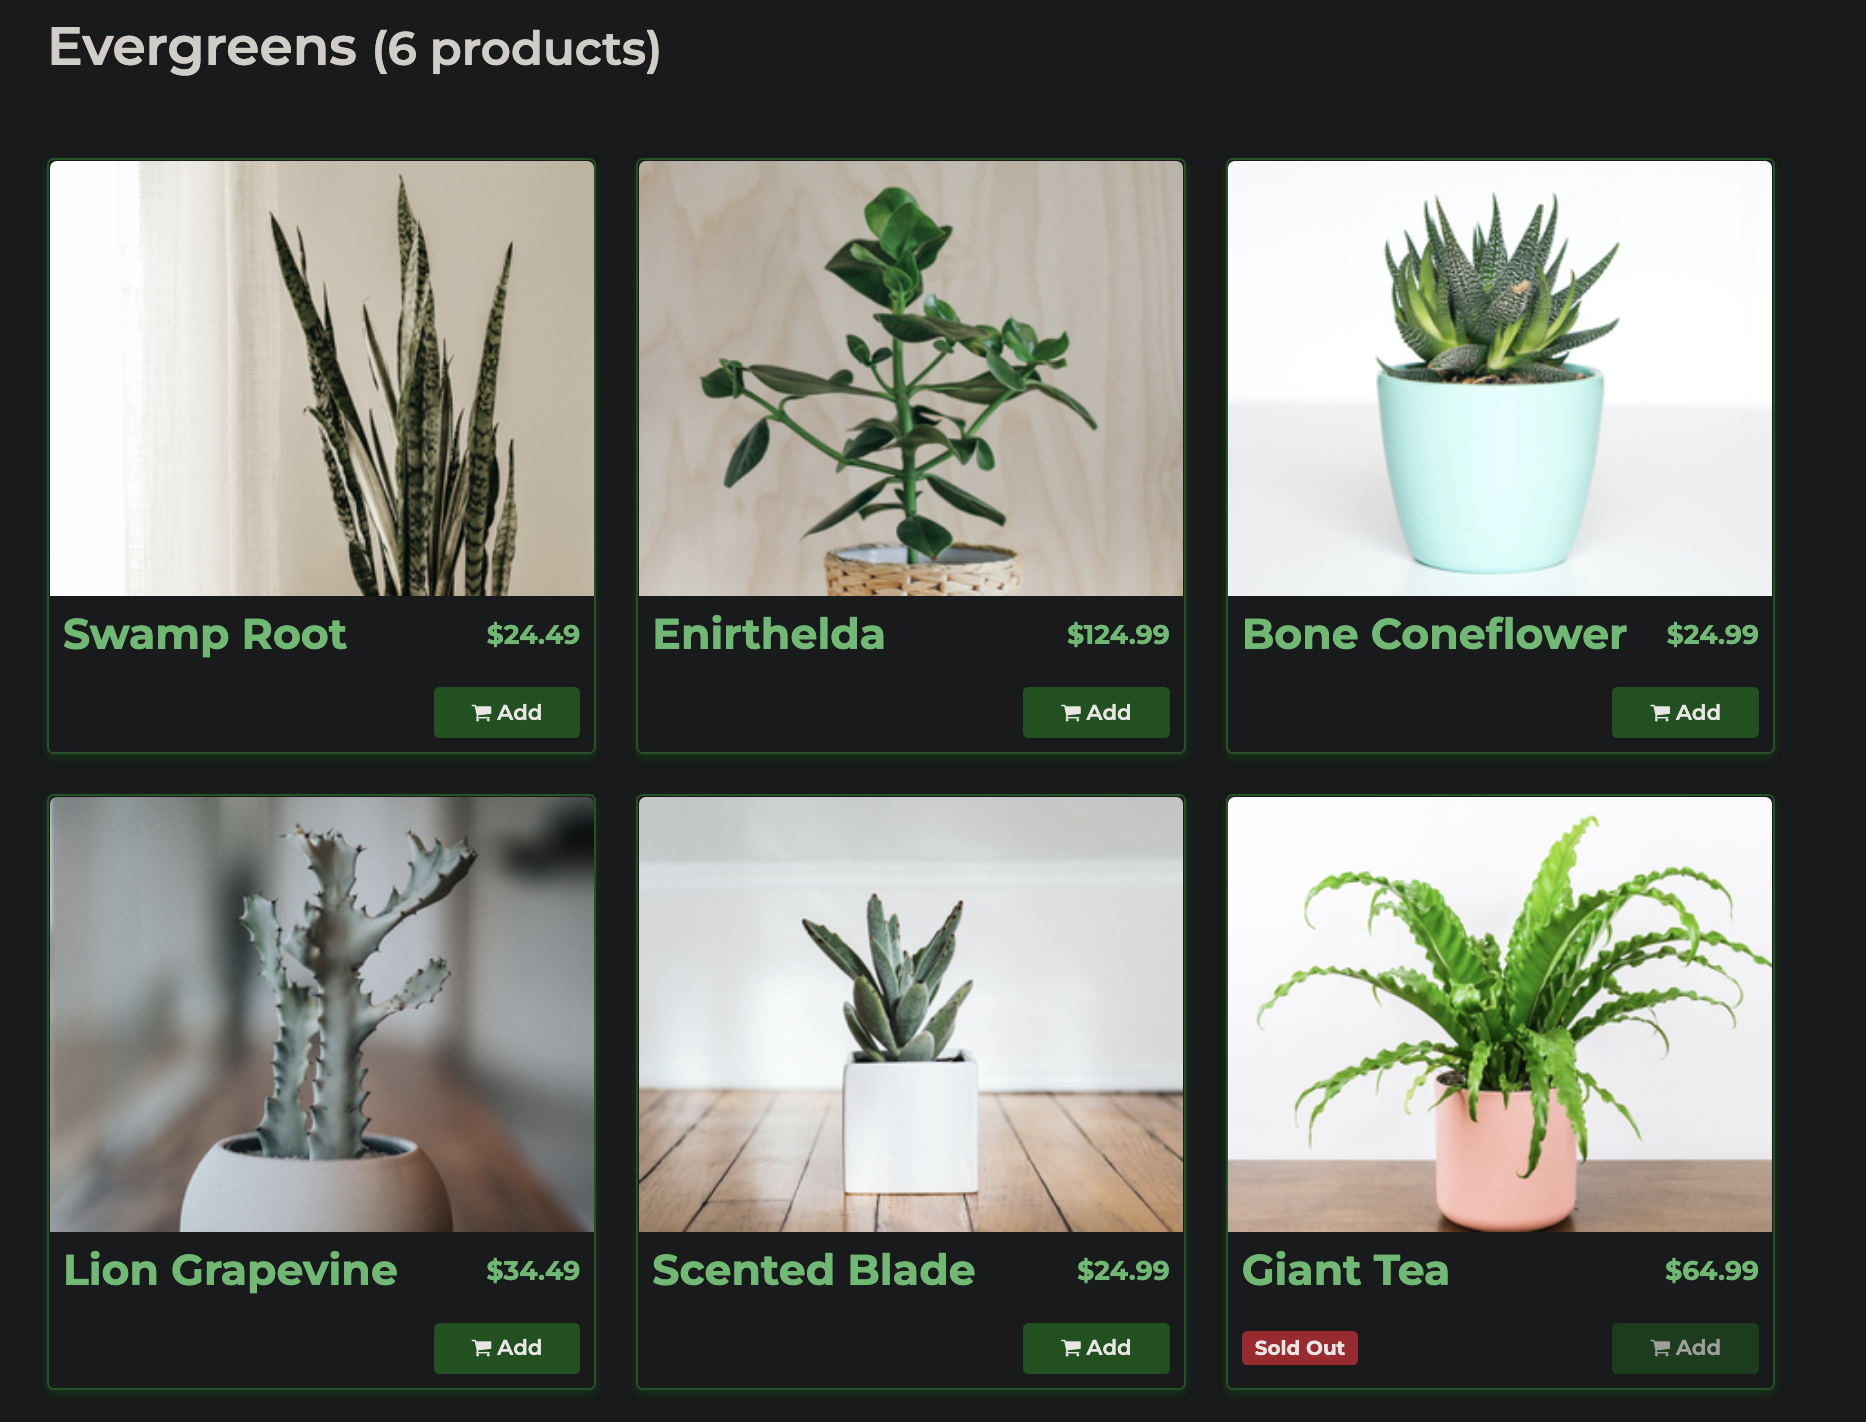 Evergreens (6 products)
Swamp Root $24.49
Add
Enirthelda $124.99
Add
Bone Coneflower $24.99
Add
Lion Grapevine $34.49
Add
Scented Blade $24.99
Add
Giant Tea $64.99
Sold Out Add